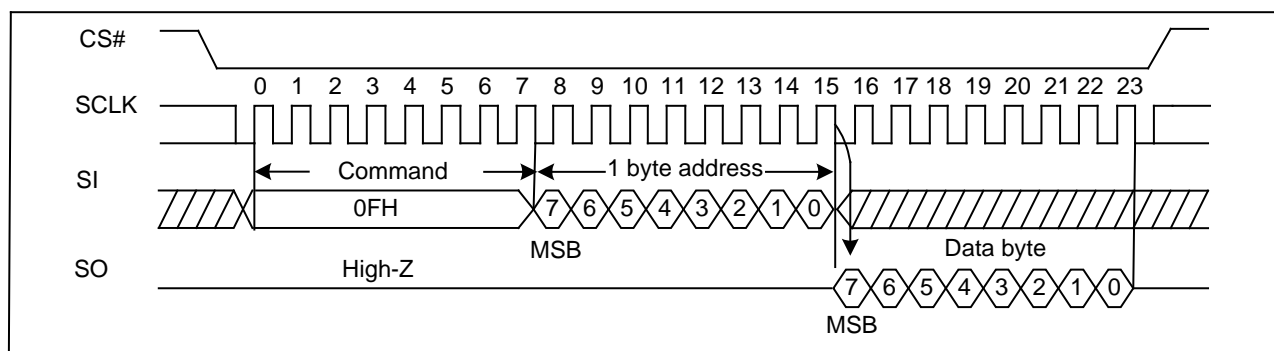 CS#
0 1 2 3 4 5 6 7 8 9 10 11 12 13 14 15 16 17 18 19 20 21 22 23
SCLK
Command 1 byte address
SI
0FH 7 6 5 4 3 2 1 0
MSB Data byte
SO High-Z
7 6 5 4 3 2 1 0
MSB